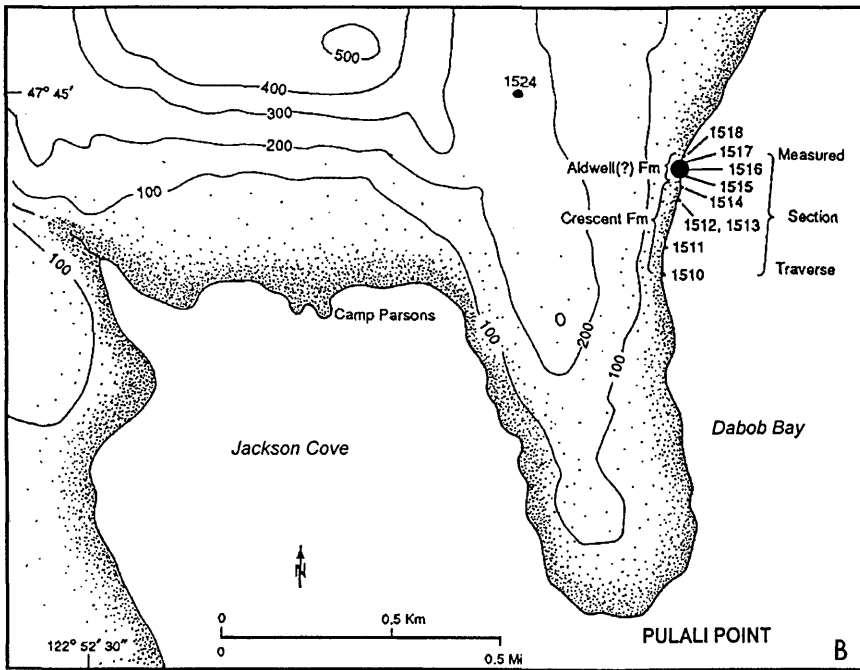 500
400
1524
47° 45'
300
200
1518
1517
Measured
Aldwell(?) Fm
1516
1515
100
1514
Crescent Fm
1512, 1513
Section
100
1511
1510
Traverse
Camp Parsons
100
200
100
Dabob Bay
Jackson Cove
N
0
0.5 Km
0
0.5 Mi
122° 52' 30"
PULALI POINT
B